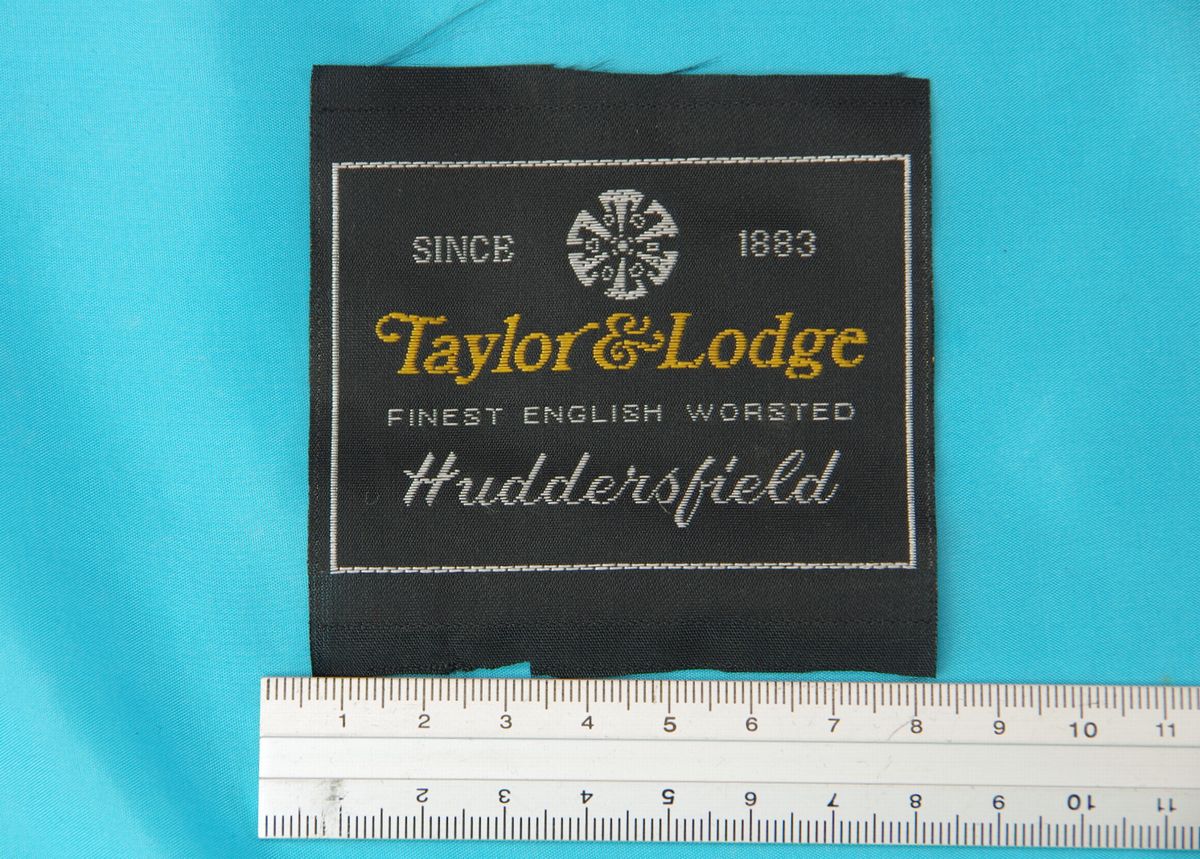 SINCE 1883
Taylor & Lodge
FINEST ENGLISH WORSTED
Huddersfield
1 2 3 4 5 6 7 8 9 10 11
2 3 4 5 6 7 8 9 10 11